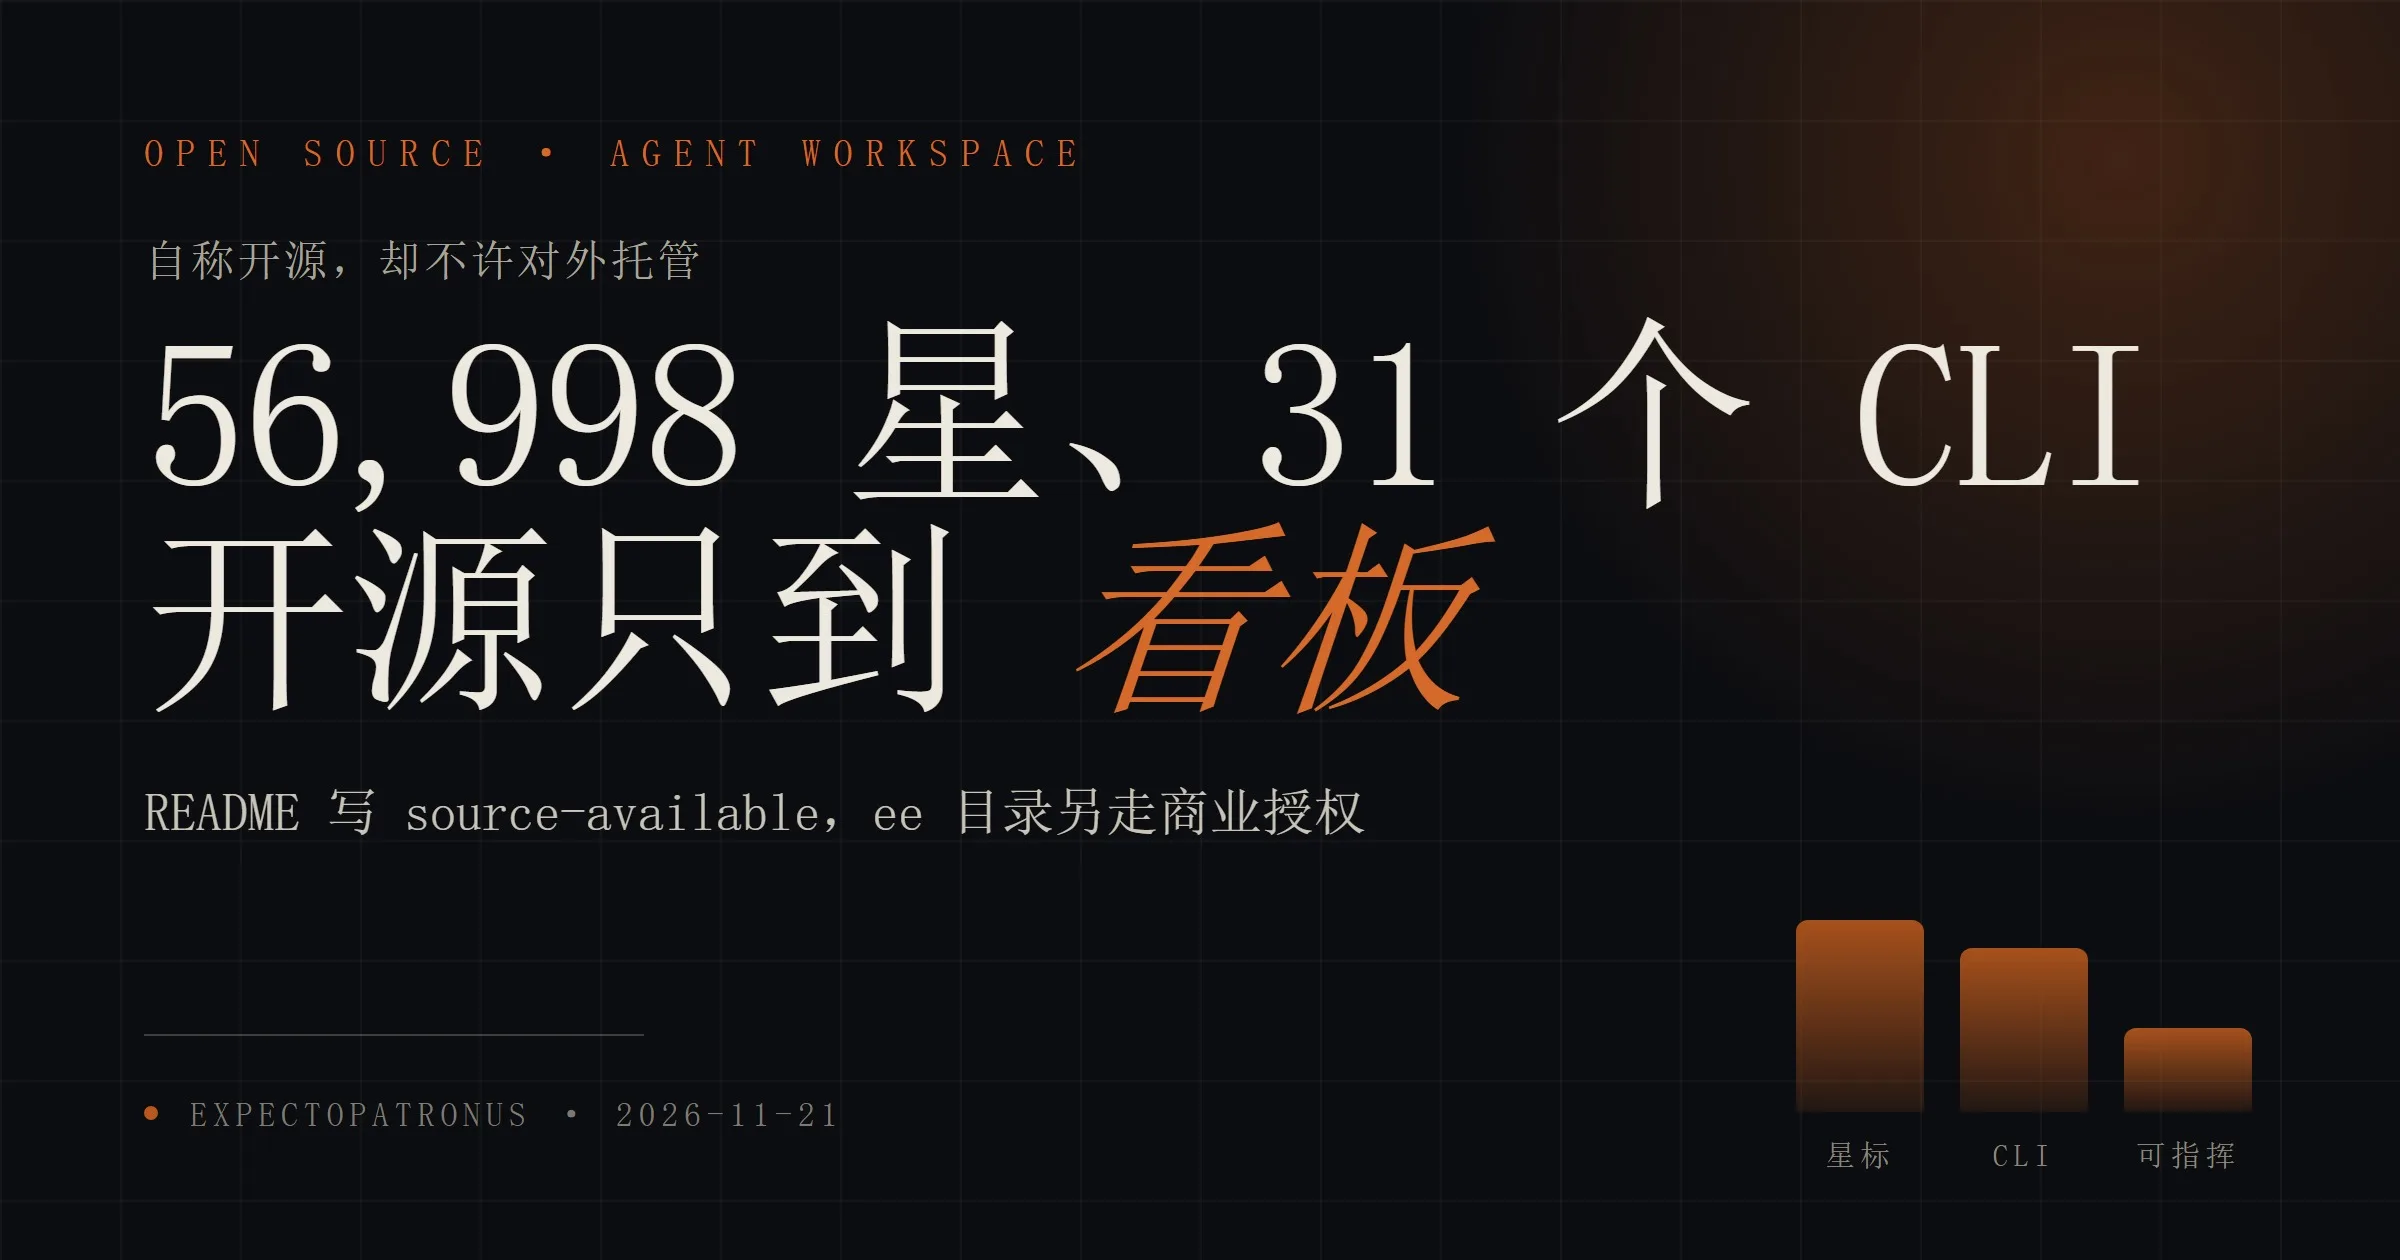 OPEN SOURCE • AGENT WORKSPACE
自称开源，却不许对外托管
56,998 星、31 个 CLI
开源只到 看板
README 写 source-available，ee 目录另走商业授权
EXPECTOPATRONUS • 2026-11-21
星标 CLI 可指挥